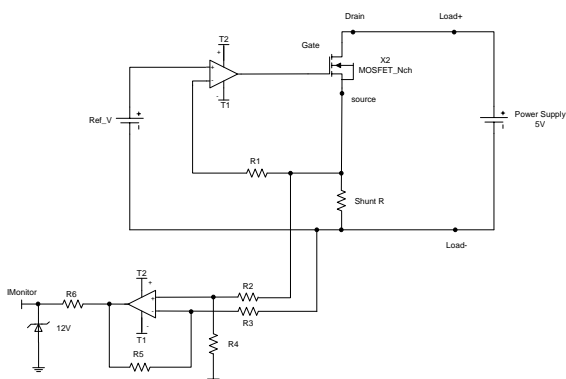 Drain
Load+
T2
+
Gate
X2
MOSFET_Nch
+
-
T1
-
source
+
Ref_V
+
Power Supply
5V
R1
Shunt R
Load-
T2
+
IMonitor
R6
R2
+
-
R3
12V
T1
-
R4
R5